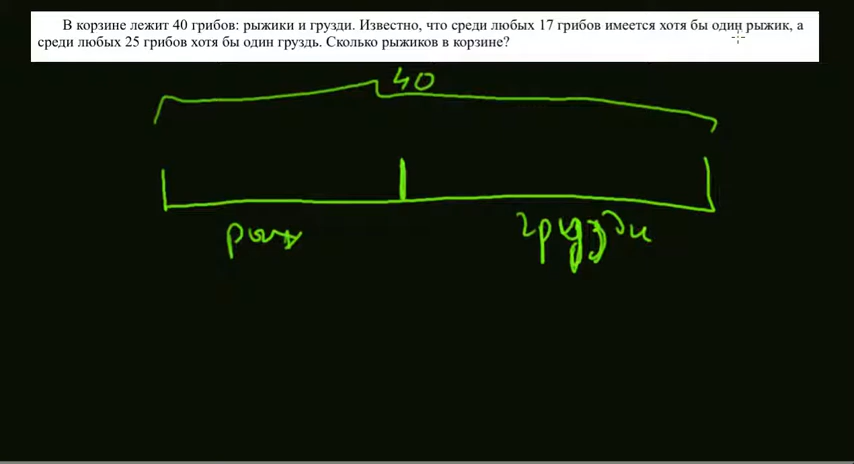 В корзине лежит 40 грибов: рыжики и грузди. Известно, что среди любых 17 грибов имеется хотя бы один рыжик, а
среди любых 25 грибов хотя бы один груздь. Сколько рыжиков в корзине?
40
рыж
грузди